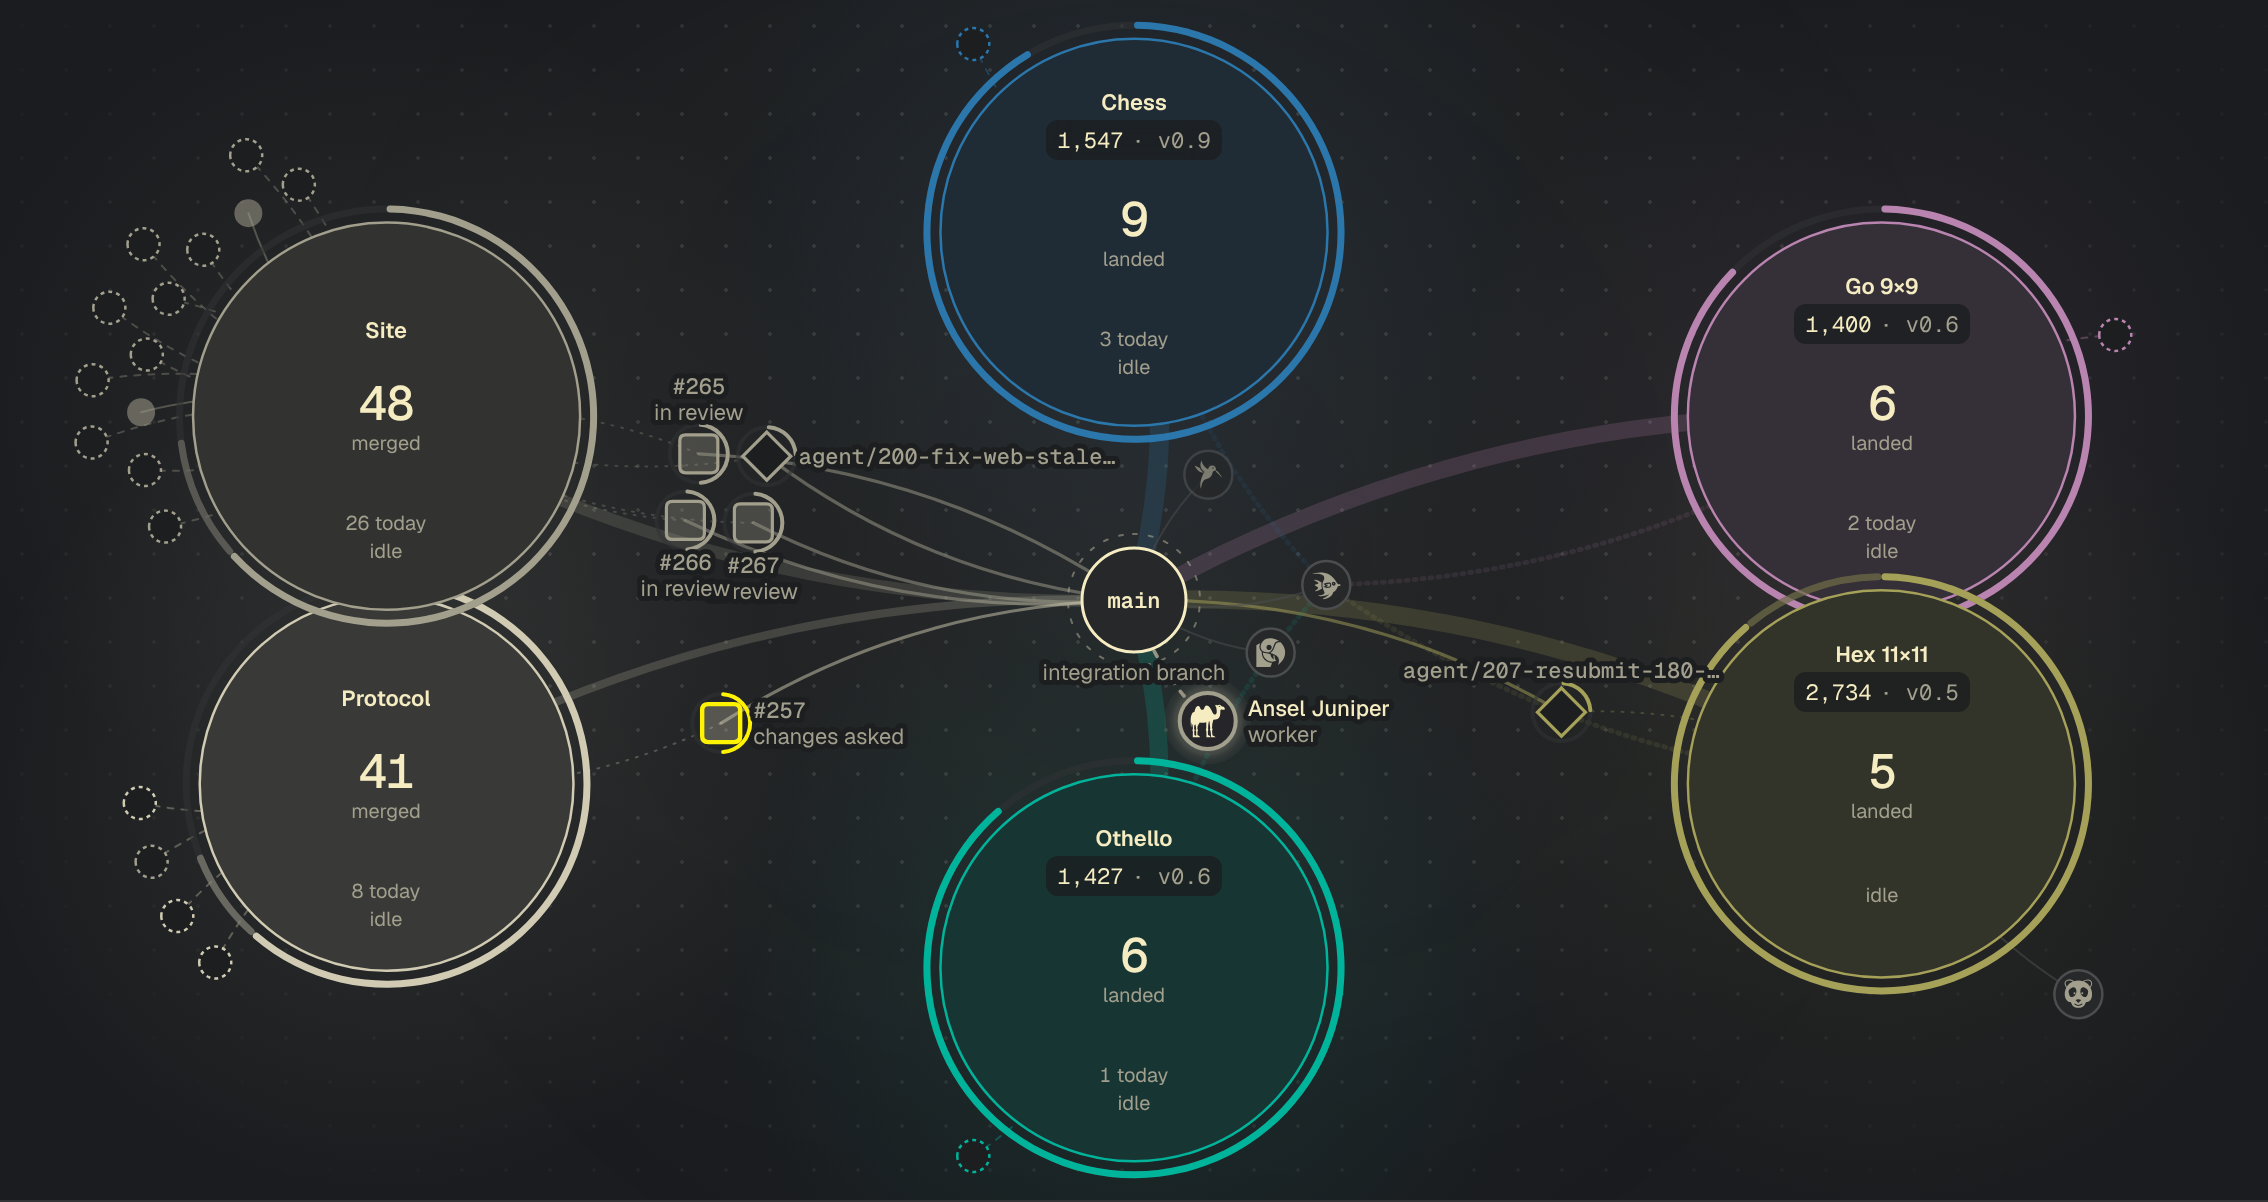 Chess
1,547 · v0.9
9
landed
3 today
idle
Site
48
merged
26 today
idle
Go 9×9
1,400 · v0.6
6
landed
2 today
idle
#265
in review
agent/200-fix-web-stale…
#266
in review
#267
review
main
integration branch
Protocol
41
merged
8 today
idle
#257
changes asked
Ansel Juniper
worker
agent/207-resubmit-180-…
Hex 11×11
2,734 · v0.5
5
landed
idle
Othello
1,427 · v0.6
6
landed
1 today
idle